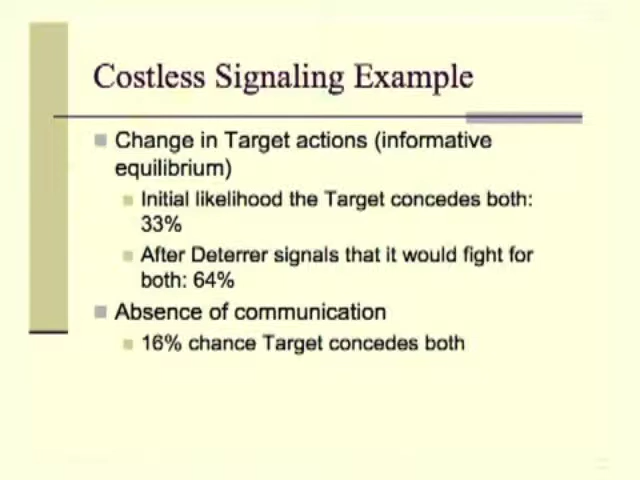 Costless Signaling Example
Change in Target actions (informative
equilibrium)
Initial likelihood the Target concedes both:
33%
After Deterrer signals that it would fight for
both: 64%
Absence of communication
16% chance Target concedes both